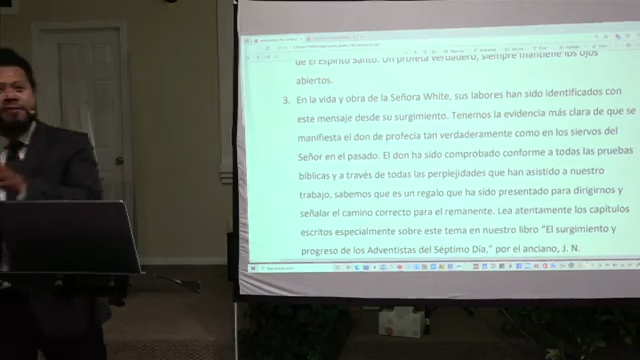 de el Espíritu Santo. Un profeta verdadero, siempre mantiene los ojos
abiertos.
3. En la vida y obra de la Señora White, sus labores han sido identificados con
este mensaje desde su surgimiento. Tenemos la evidencia más clara de que se
manifiesta el don de profecía tan verdaderamente como en los siervos del
Señor en el pasado. El don ha sido comprobado conforme a todas las pruebas
bíblicas y a través de todas las perplejidades que han asistido a nuestro
trabajo, sabemos que es un regalo que ha sido presentado para dirigirnos y
señalar el camino correcto para el remanente. Lea atentamente los capítulos
escritos especialmente sobre este tema en nuestro libro "El surgimiento y
progreso de los Adventistas del Séptimo Día," por el anciano, J. N.